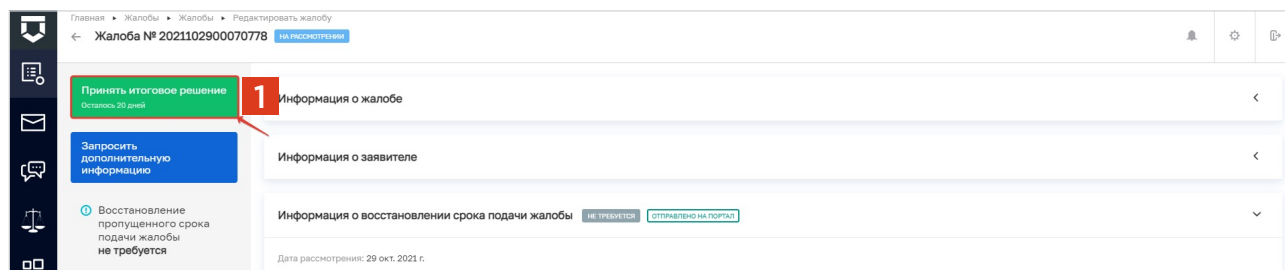 Главная ▸ Жалобы ▸ Жалобы ▸ Редактировать жалобу
← Жалоба № 2021102900070778 НА РАССМОТРЕНИИ
Принять итоговое решение
Осталось 20 дней
1
Информация о жалобе
Запросить
дополнительную
информацию
Информация о заявителе
Восстановление
пропущенного срока
подачи жалобы
не требуется
Информация о восстановлении срока подачи жалобы НЕ ТРЕБУЕТСЯ ОТПРАВЛЕНО НА ПОРТАЛ
Дата рассмотрения: 29 окт. 2021 г.